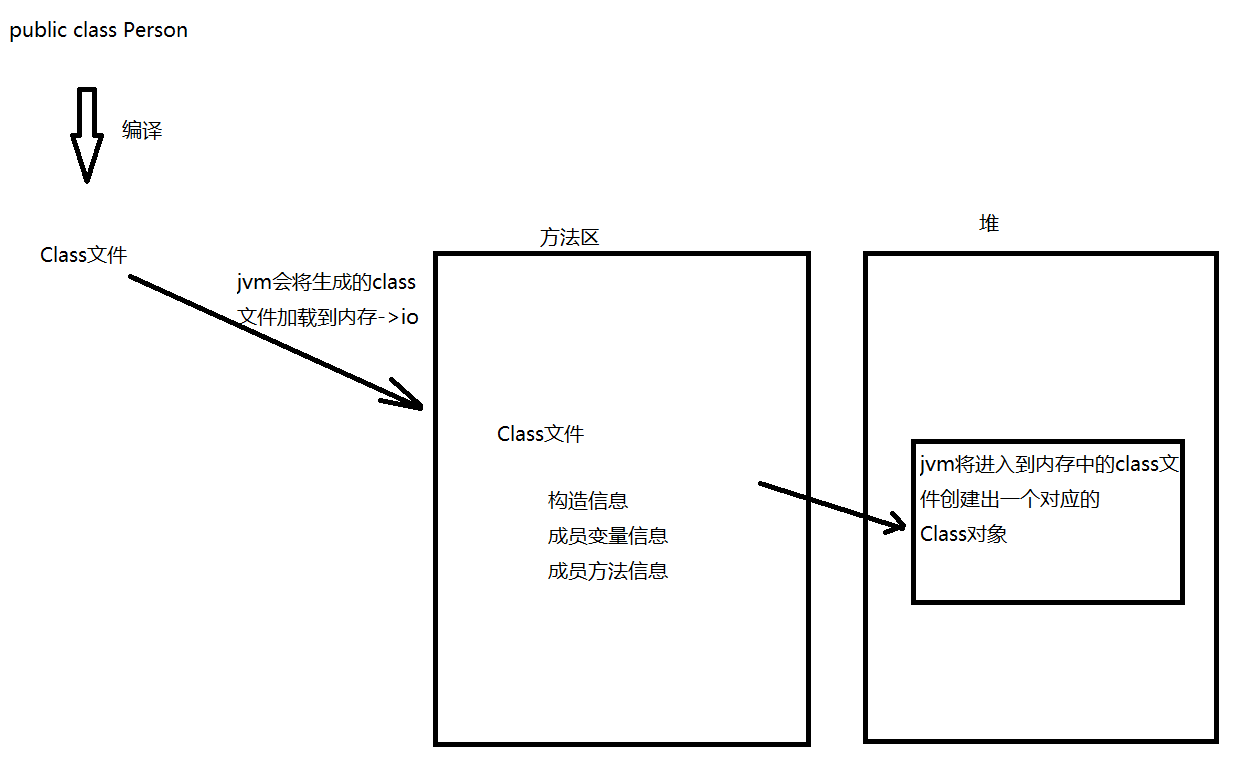 public class Person
编译
Class文件
jvm会将生成的class
文件加载到内存->io
方法区
Class文件
构造信息
成员变量信息
成员方法信息
堆
jvm将进入到内存中的class文
件创建出一个对应的
Class对象